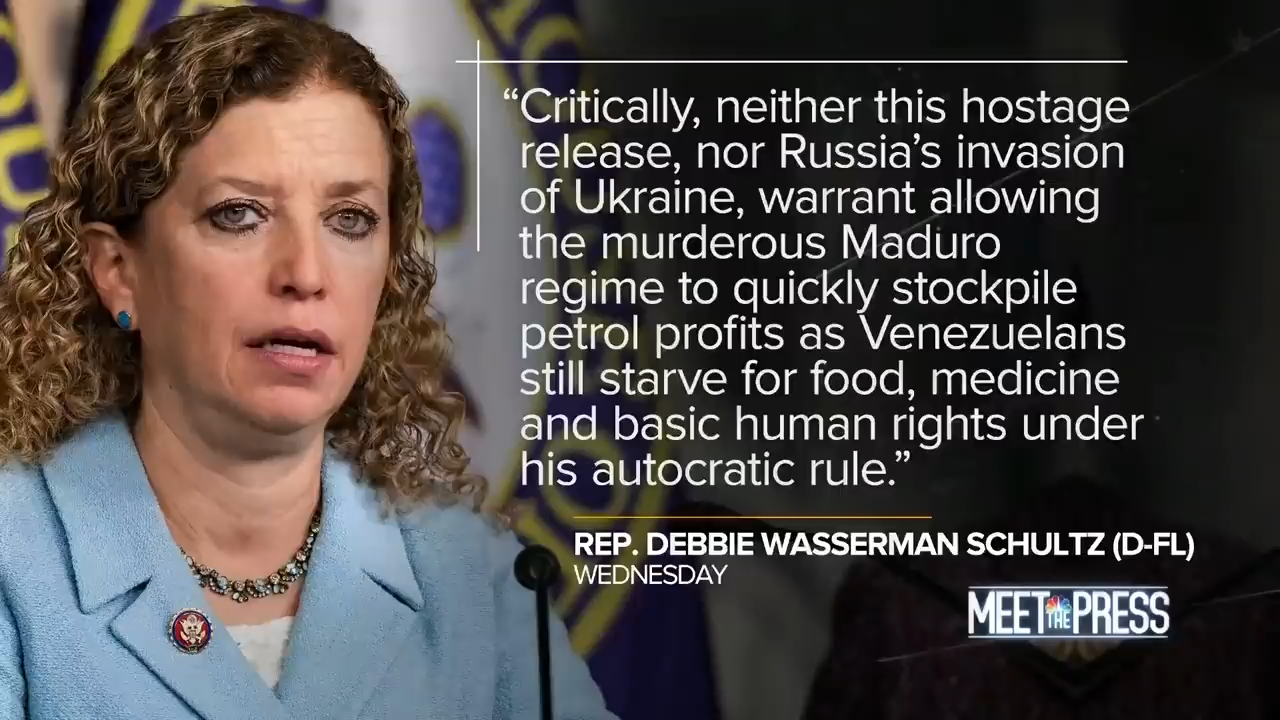 “Critically, neither this hostage
release, nor Russia’s invasion
of Ukraine, warrant allowing
the murderous Maduro
regime to quickly stockpile
petrol profits as Venezuelans
still starve for food, medicine
and basic human rights under
his autocratic rule.”
REP. DEBBIE WASSERMAN SCHULTZ (D-FL)
WEDNESDAY
MEET THE PRESS